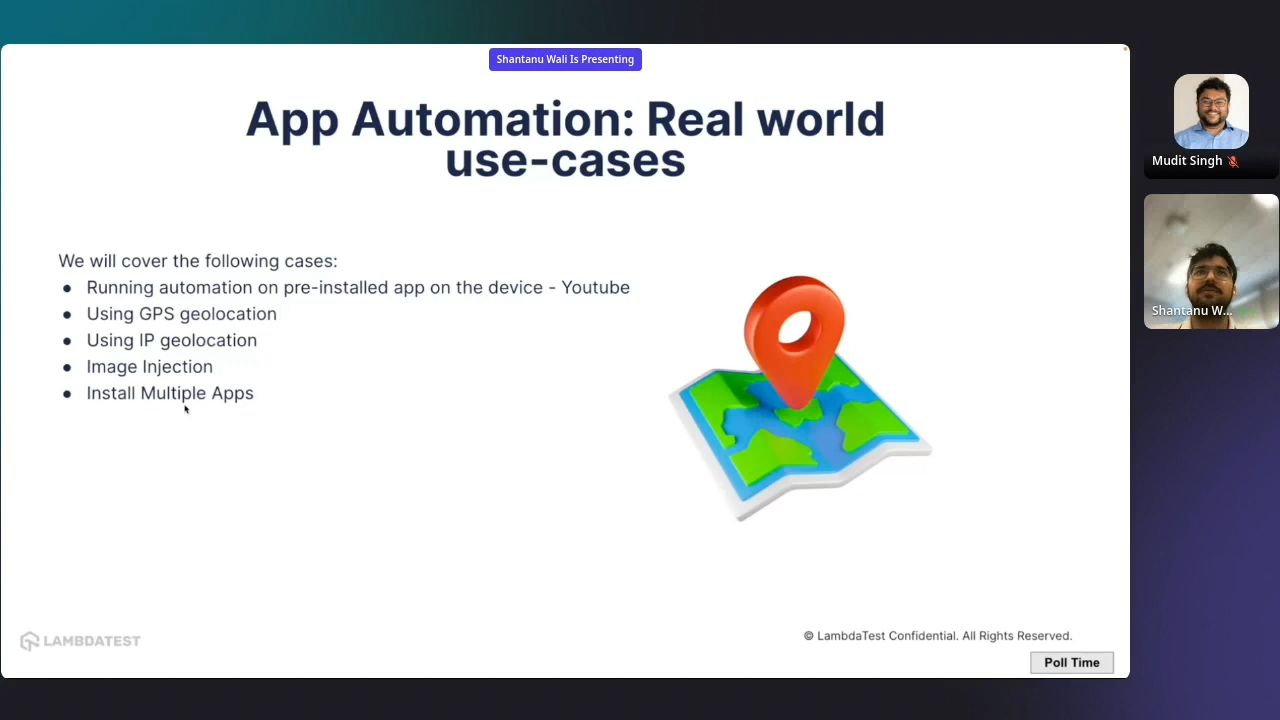 Shantanu Wali Is Presenting
App Automation: Real world
use-cases
We will cover the following cases:
● Running automation on pre-installed app on the device - Youtube
● Using GPS geolocation
● Using IP geolocation
● Image Injection
● Install Multiple Apps
LAMBDATEST
© LambdaTest Confidential. All Rights Reserved.
Poll Time
Mudit Singh
Shantanu W...